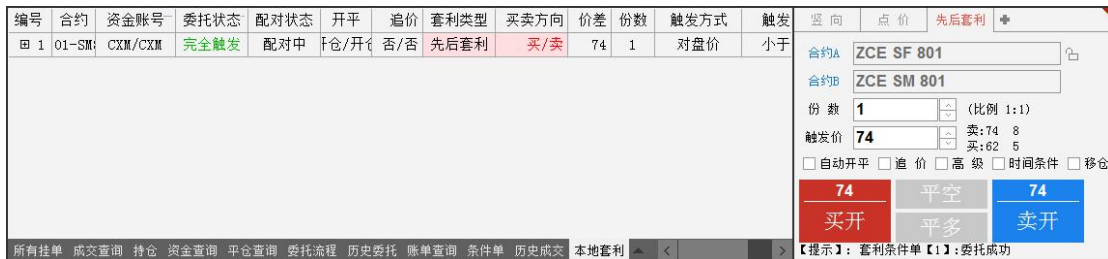 编号 合约 资金账号 委托状态 配对状态 开平 追价 套利类型 买卖方向 价差 份数 触发方式 触发
1 01-SM CXM/CXM 完全触发 配对中 仓/开 否/否 先后套利 买/卖 74 1 对盘价 小于
所有挂单 成交查询 持仓 资金查询 平仓查询 委托流程 历史委托 账单查询 条件单 历史成交 本地套利
竖向 点价 先后套利
合约A ZCE SF 801
合约B ZCE SM 801
份数 1 (比例 1:1)
触发价 74 卖:74 8
买:62 5
自动开平 追价 高级 时间条件 移仓
74 平空 74
买开 平多 卖开
【提示】: 套利条件单【1】:委托成功